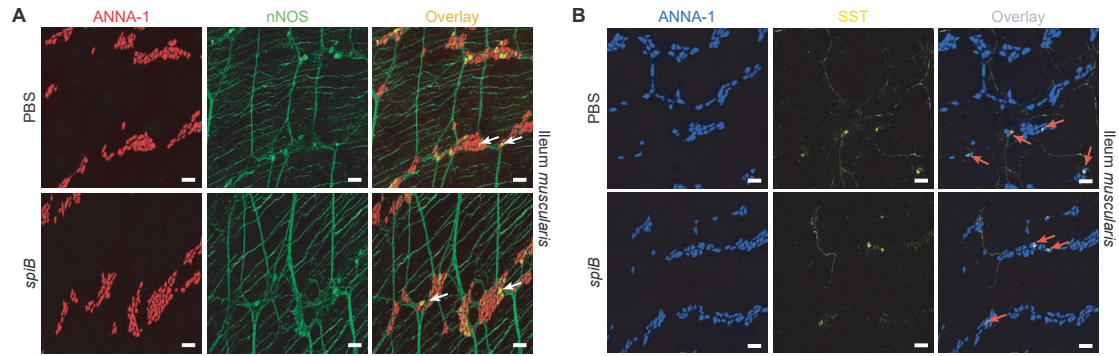 A
ANNA-1
nNOS
Overlay
PBS
spiB
Ileum muscularis
B
ANNA-1
SST
Overlay
PBS
spiB
Ileum muscularis